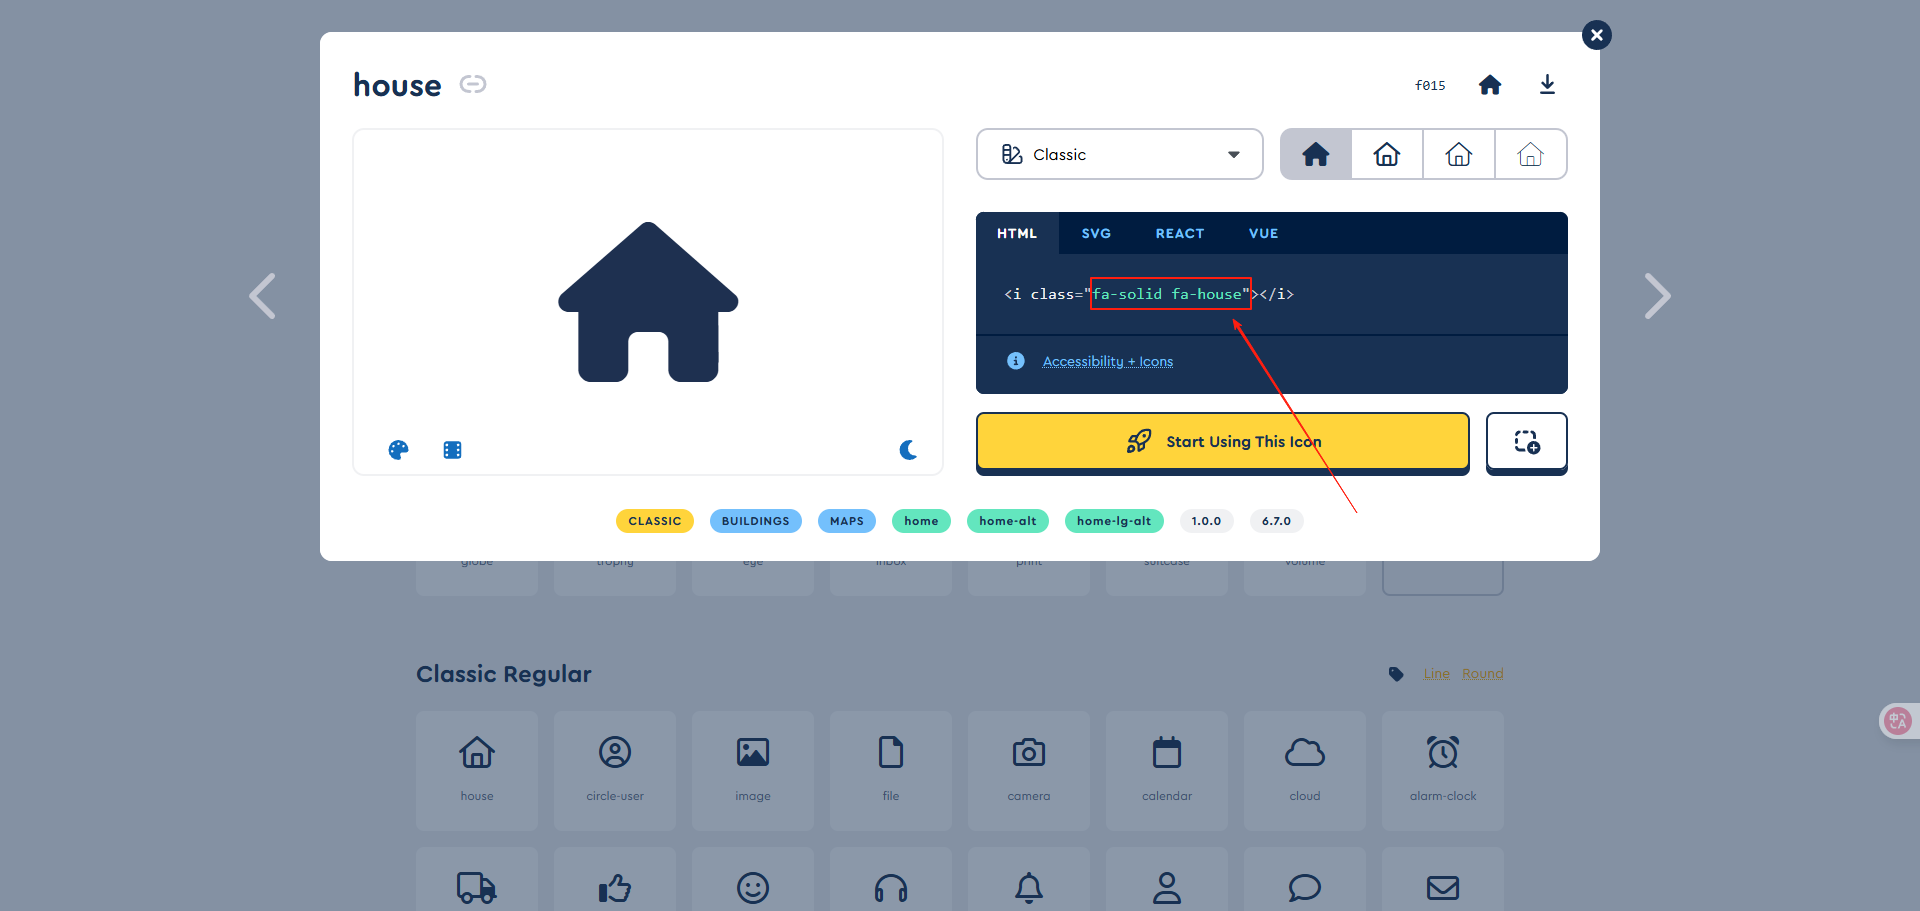 house
f015
Classic
HTML SVG REACT VUE
<i class="fa-solid fa-house"></i>
Accessibility + Icons
Start Using This Icon
CLASSIC BUILDINGS MAPS home home-alt home-lg-alt 1.0.0 6.7.0
globe trophy eye inbox print suitcase volume
Classic Regular
Line Round
house circle-user image file camera calendar cloud alarm-clock
中A